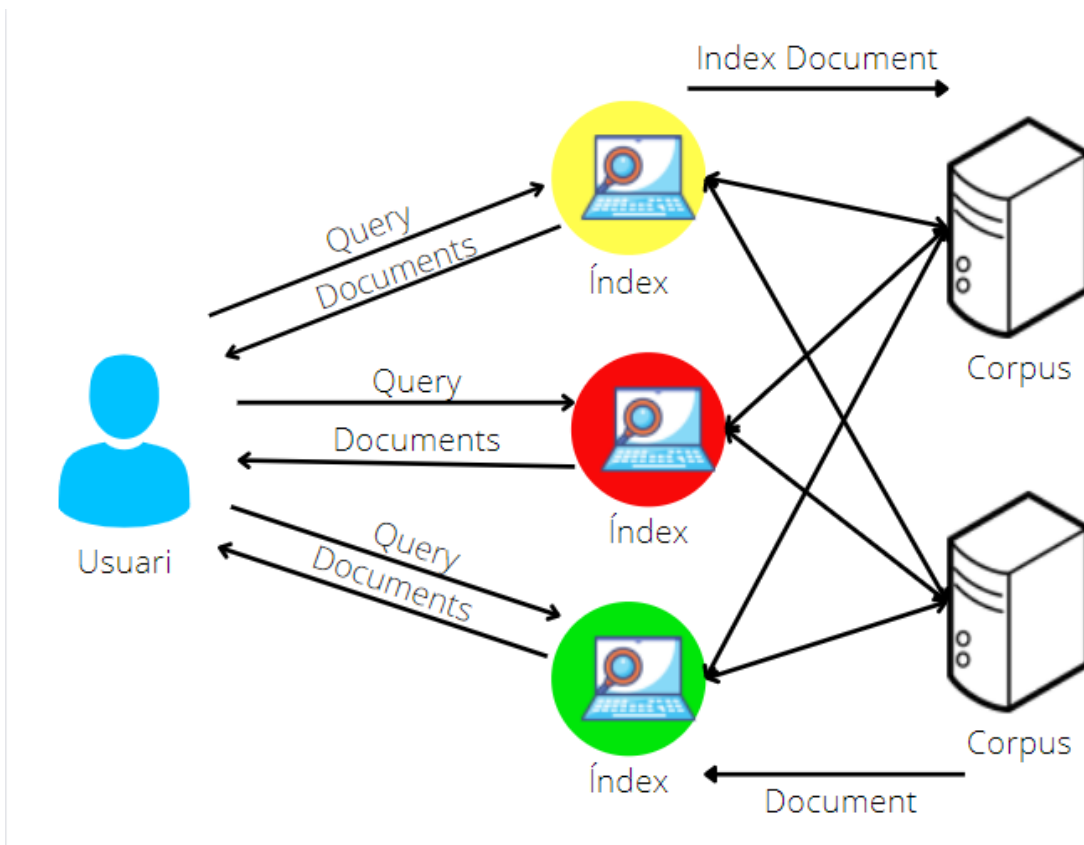 Index Document
Query
Documents
Índex
Corpus
Query
Documents
Usuari
Índex
Query
Documents
Índex
Corpus
Document